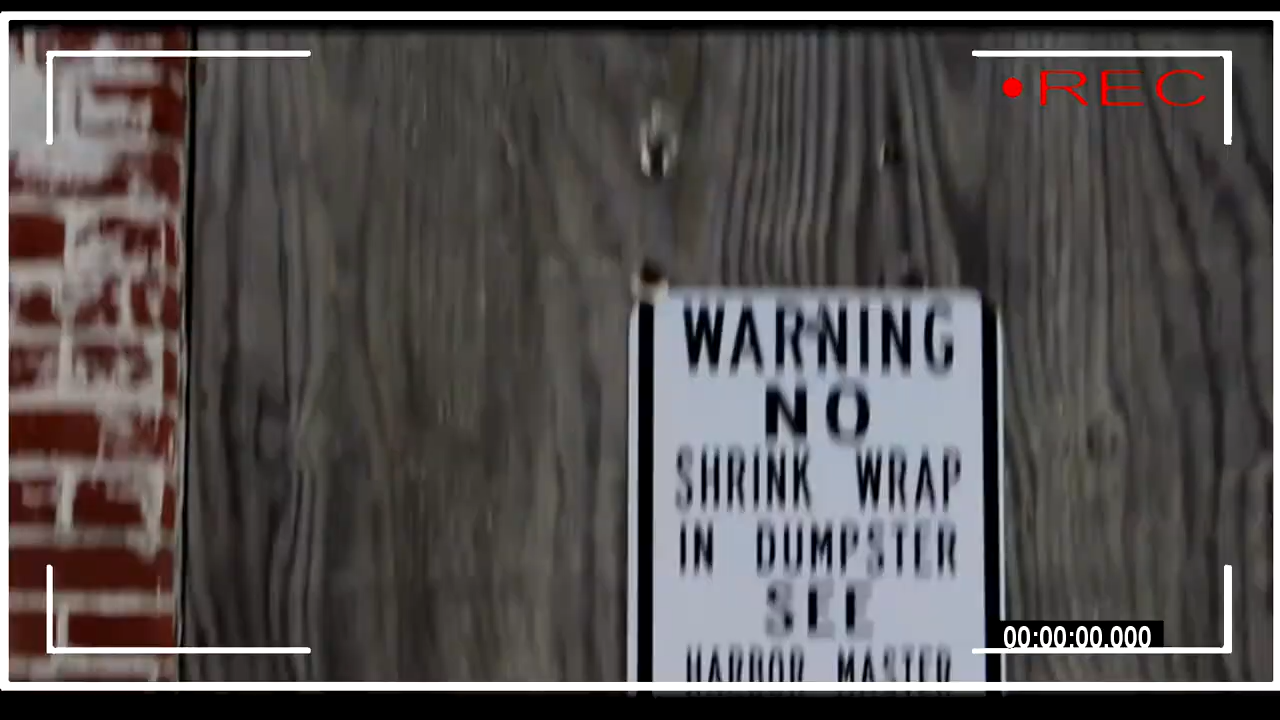 REC
WARNING
NO
SHRINK WRAP
IN DUMPSTER
SEE
HARBOR MASTER
00:00:00.000